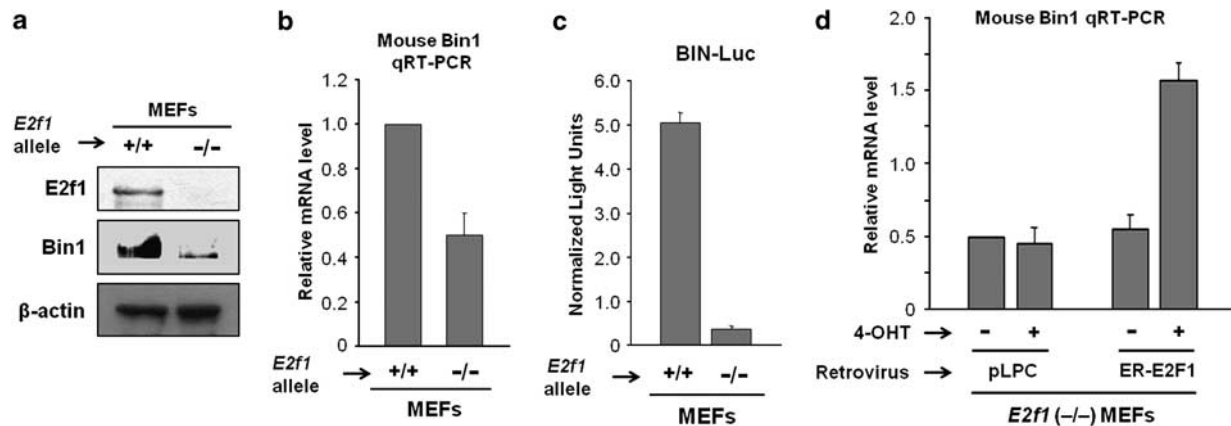 a
MEFs
E2f1
allele → +/+ −/−
E2f1
Bin1
β-actin
b
Mouse Bin1
qRT-PCR
Relative mRNA level
1.2
1.0
0.8
0.6
0.4
0.2
0
E2f1
allele → +/+ −/−
MEFs
c
BIN-Luc
Normalized Light Units
6.0
5.0
4.0
3.0
2.0
1.0
0
E2f1
allele → +/+ −/−
MEFs
d
Mouse Bin1 qRT-PCR
Relative mRNA level
2.0
1.5
1.0
0.5
0
4-OHT → − + − +
Retrovirus → pLPC ER-E2F1
E2f1 (−/−) MEFs